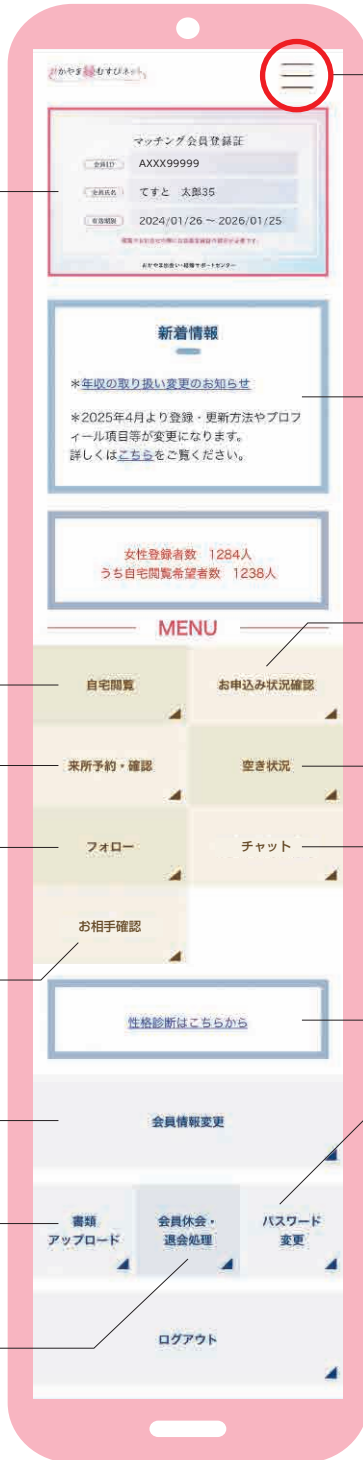 おかやま縁むすびネット
マッチング会員登録証
会員ID AXXX99999
会員氏名 てすと 太郎35
有効期限 2024/01/26 ~ 2026/01/25
おかやま出会い・結婚サポートセンター
新着情報
＊年収の取り扱い変更のお知らせ
＊2025年4月より登録・更新方法やプロフ
ィール項目等が変更になります。
詳しくはこちらをご覧ください。
女性登録者数 1284人
うち自宅閲覧希望者数 1238人
MENU
自宅閲覧 お申込み状況確認
来所予約・確認 空き状況
フォロー チャット
お相手確認
性格診断はこちらから
会員情報変更
書類 会員休会・ パスワード
アップロード 退会処理 変更
ログアウト